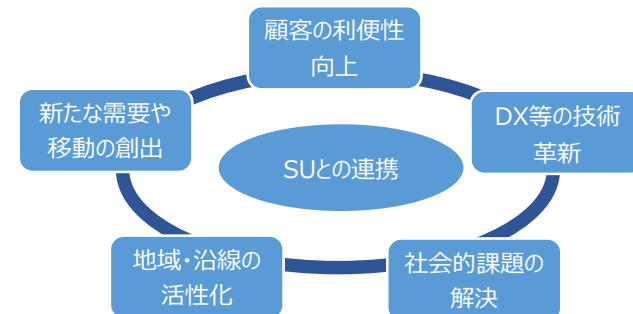 顧客の利便性
向上
新たな需要や
移動の創出
DX等の技術
革新
SUとの連携
地域・沿線の
活性化
社会的課題の
解決